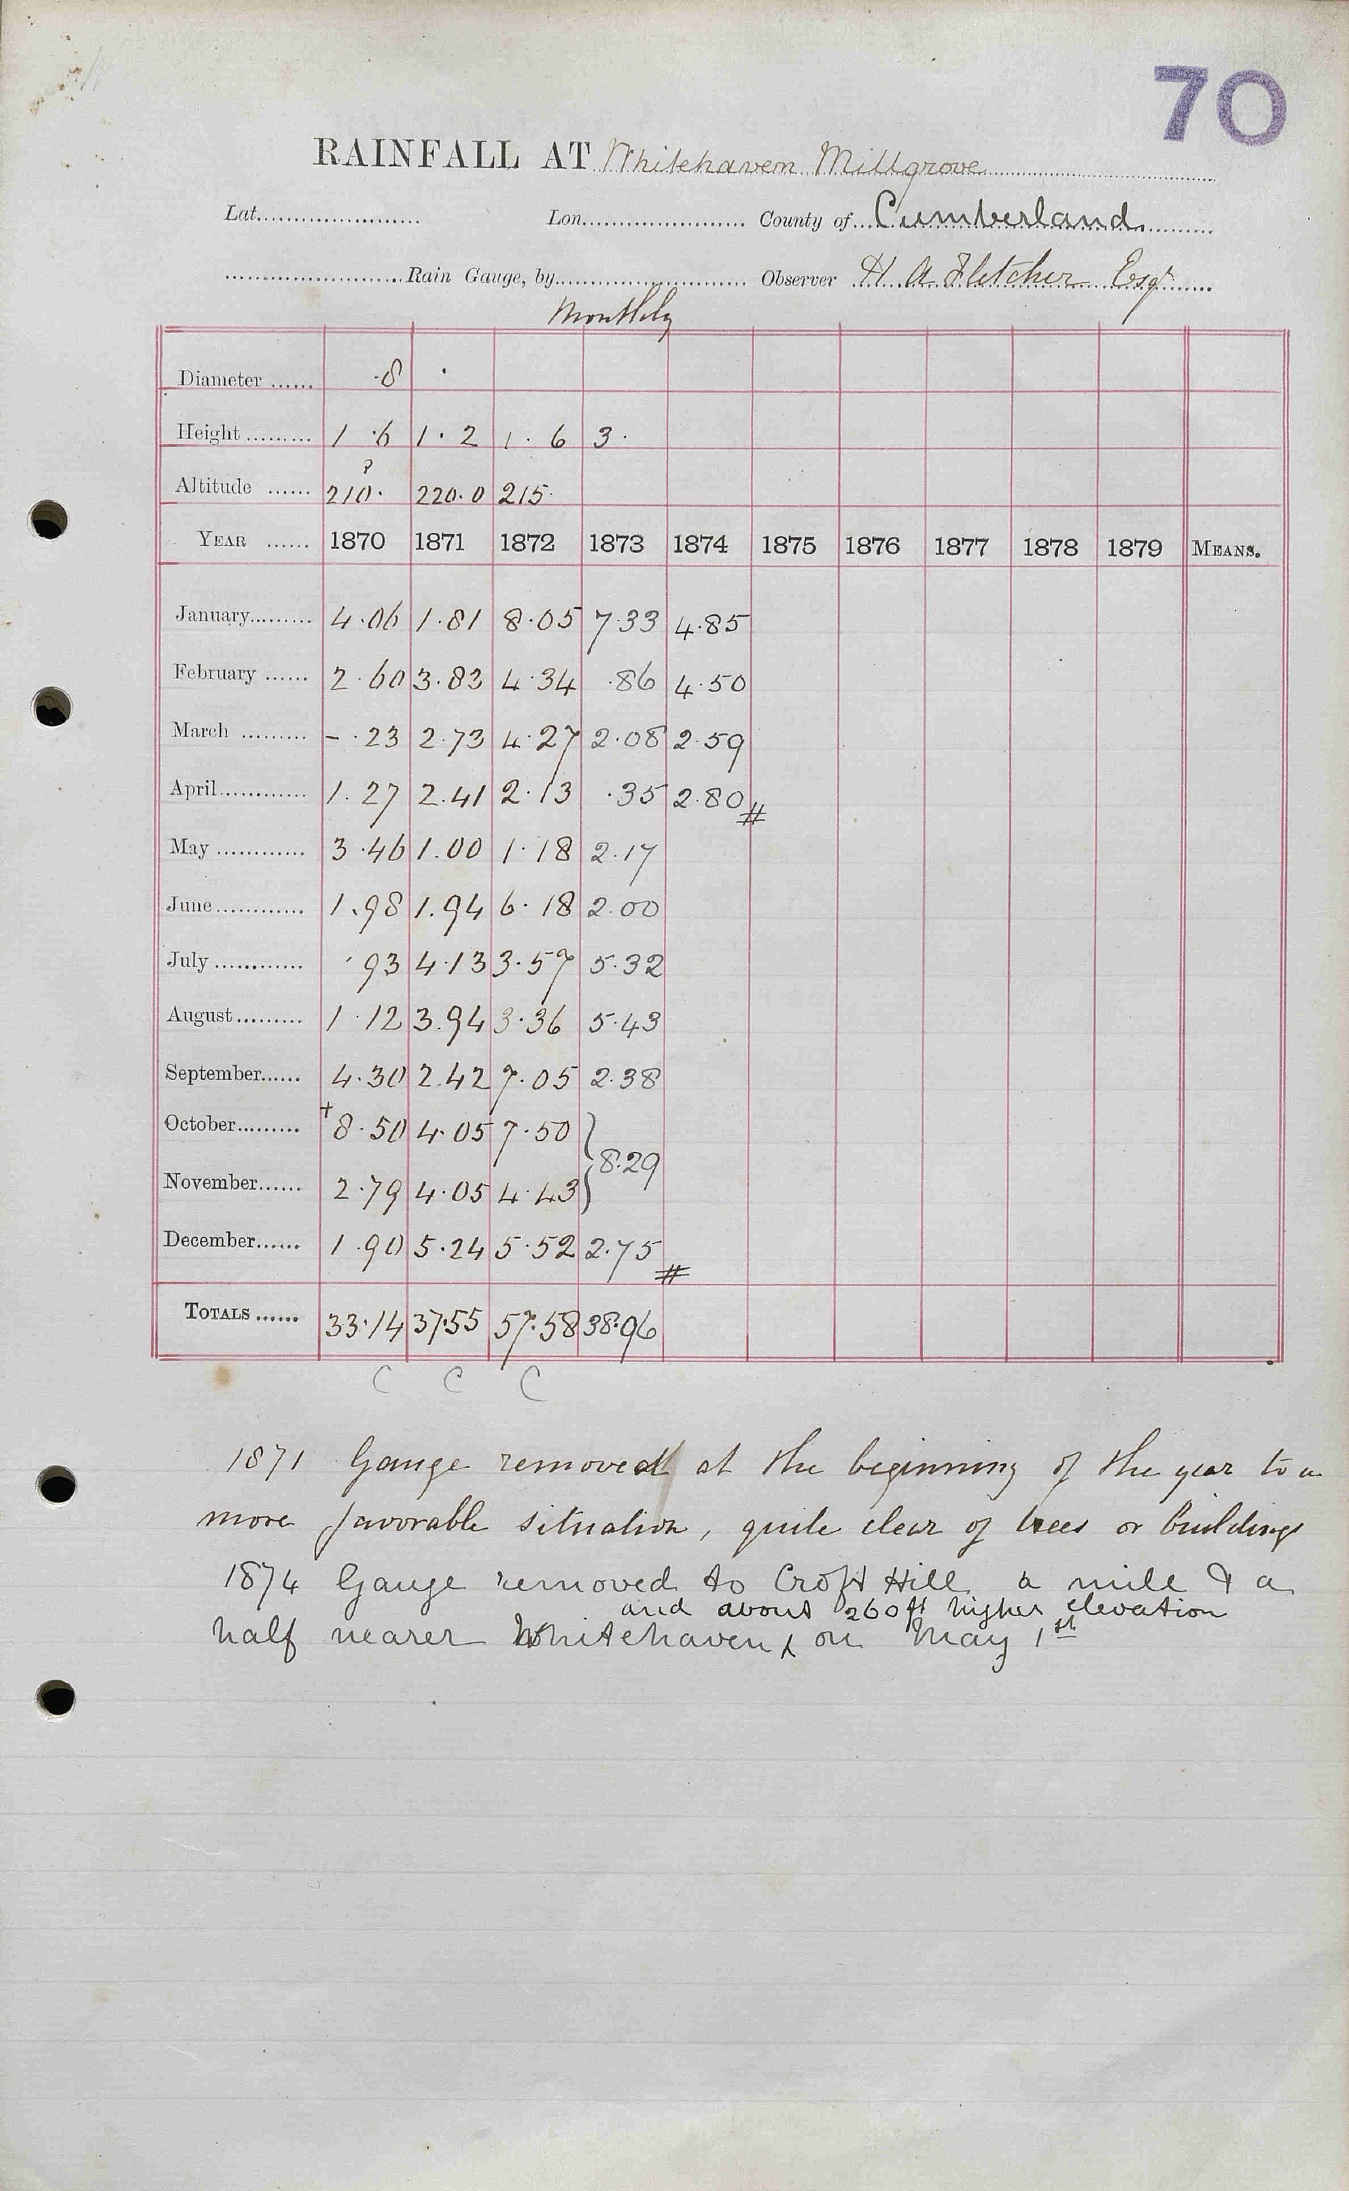 70
RAINFALL AT Whitehaven Millgrove
Lat. Lon. County of Cumberland.
Rain Gauge, by Observer H A Fletcher Esqr
Monthly
Diameter ...... ·8 ·
Height ......... 1 ·6 1·2 1·6 3·
?
Altitude ...... 210· 220·0 215·
YEAR ...... 1870 1871 1872 1873 1874 1875 1876 1877 1878 1879 MEANS.
January......... 4·06 1·81 8·05 7·33 4·85
February ...... 2·60 3·83 4·34 ·86 4·50
March ......... - ·23 2·73 4·27 2·08 2·59
April............ 1·27 2·41 2·13 ·35 2·80 #
May ............ 3·46 1·00 1·18 2·17
June............ 1·98 1·94 6·18 2·00
July ............ ·93 4·13 3·57 5·32
August......... 1·12 3·94 3·36 5·43
September...... 4·30 2·42 7·05 2·38
October......... +8·50 4·05 7·50
} 8·29
November...... 2·79 4·05 4·43
December...... 1·90 5·24 5·52 2·75 #
TOTALS ...... 33·14 37·55 57·58 38·96
C C C
1871 Gauge removed at the beginning of the year to a
more favorable situation, quite clear of trees or buildings
1874 Gauge removed to Croft Hill a mile & a
and about 260 ft higher elevation
half nearer Whitehaven ⁁ on May 1st